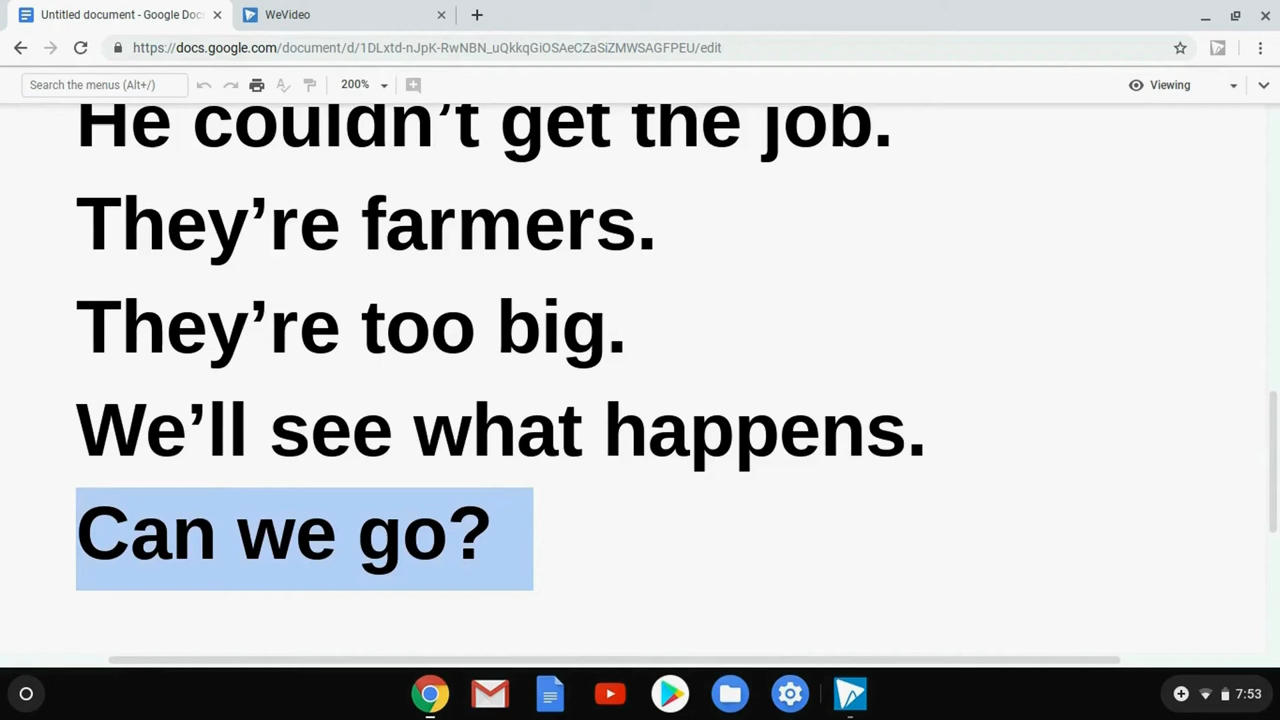 Untitled document - Google Docs
WeVideo
https://docs.google.com/document/d/1DLxtd-nJpK-RwNBN_uQkkqGiOSAeCZaSiZMWSAGFPEU/edit
Search the menus (Alt+/)
200%
Viewing
He couldn’t get the job.
They’re farmers.
They’re too big.
We’ll see what happens.
Can we go?
7:53